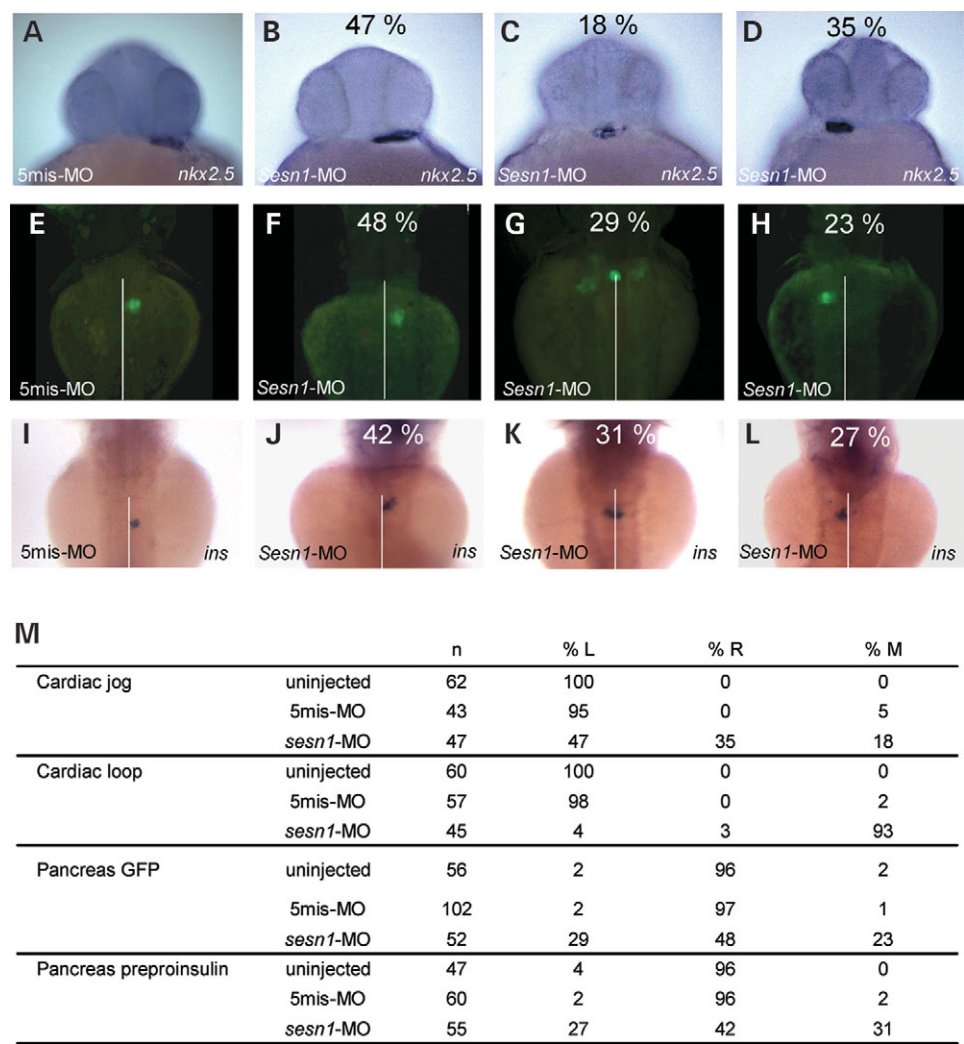 A B 47 % C 18 % D 35 %
5mis-MO nkx2.5 Sesn1-MO nkx2.5 Sesn1-MO nkx2.5 Sesn1-MO nkx2.5
E F 48 % G 29 % H 23 %
5mis-MO Sesn1-MO Sesn1-MO Sesn1-MO
I J 42 % K 31 % L 27 %
5mis-MO ins Sesn1-MO ins Sesn1-MO ins Sesn1-MO ins
M
n % L % R % M
Cardiac jog uninjected 62 100 0 0
5mis-MO 43 95 0 5
sesn1-MO 47 47 35 18
Cardiac loop uninjected 60 100 0 0
5mis-MO 57 98 0 2
sesn1-MO 45 4 3 93
Pancreas GFP uninjected 56 2 96 2
5mis-MO 102 2 97 1
sesn1-MO 52 29 48 23
Pancreas preproinsulin uninjected 47 4 96 0
5mis-MO 60 2 96 2
sesn1-MO 55 27 42 31